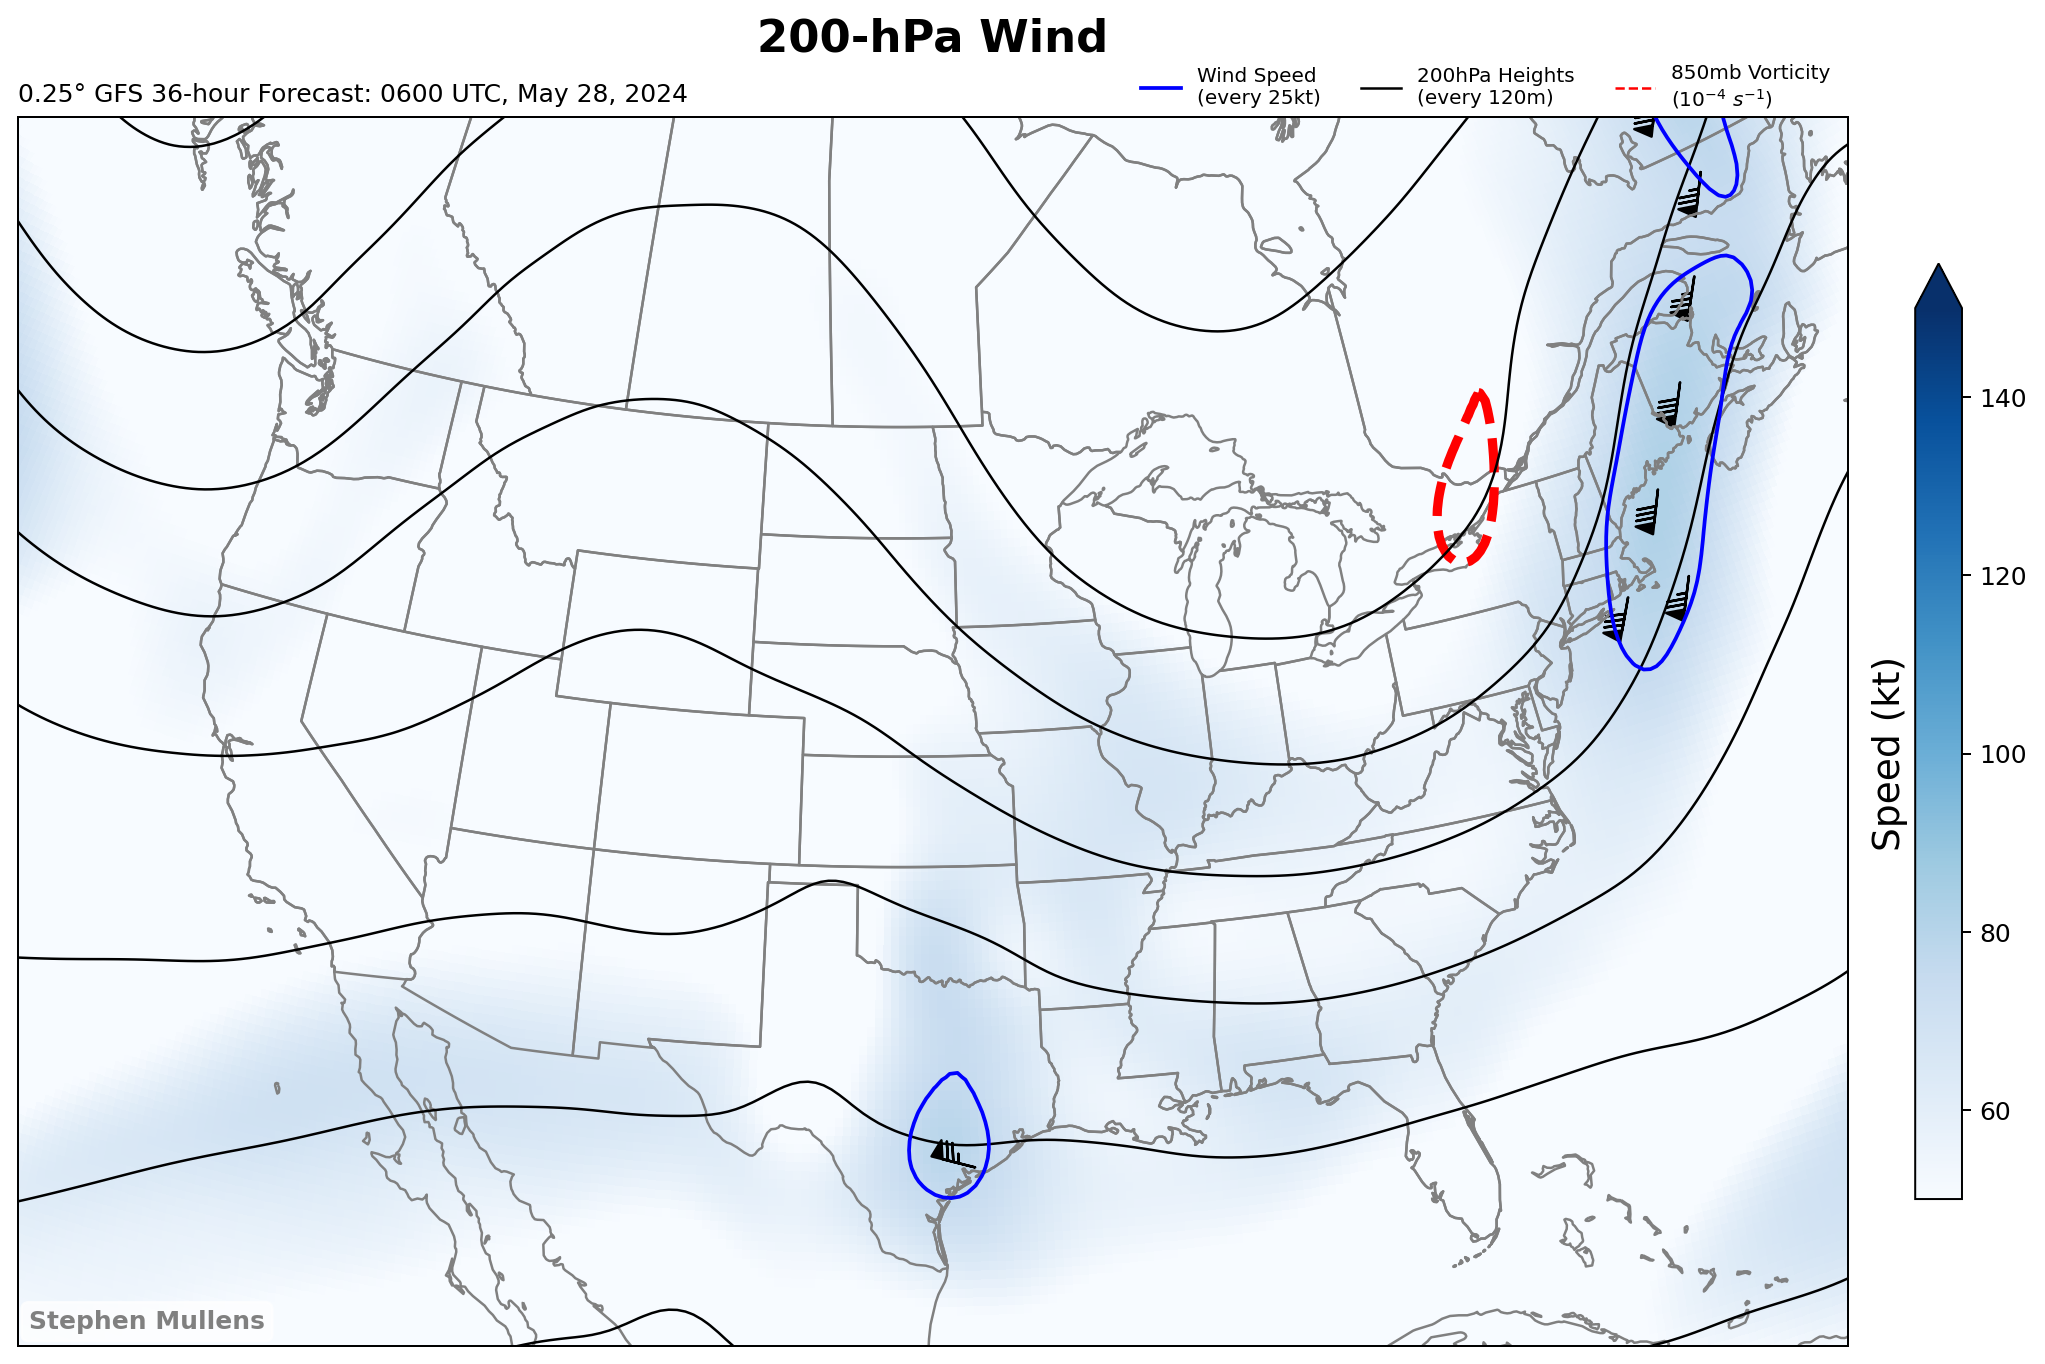 200-hPa Wind
0.25° GFS 36-hour Forecast: 0600 UTC, May 28, 2024
Wind Speed
(every 25kt)
200hPa Heights
(every 120m)
850mb Vorticity
(10⁻⁴ s⁻¹)
140
120
100
80
60
Speed (kt)
Stephen Mullens